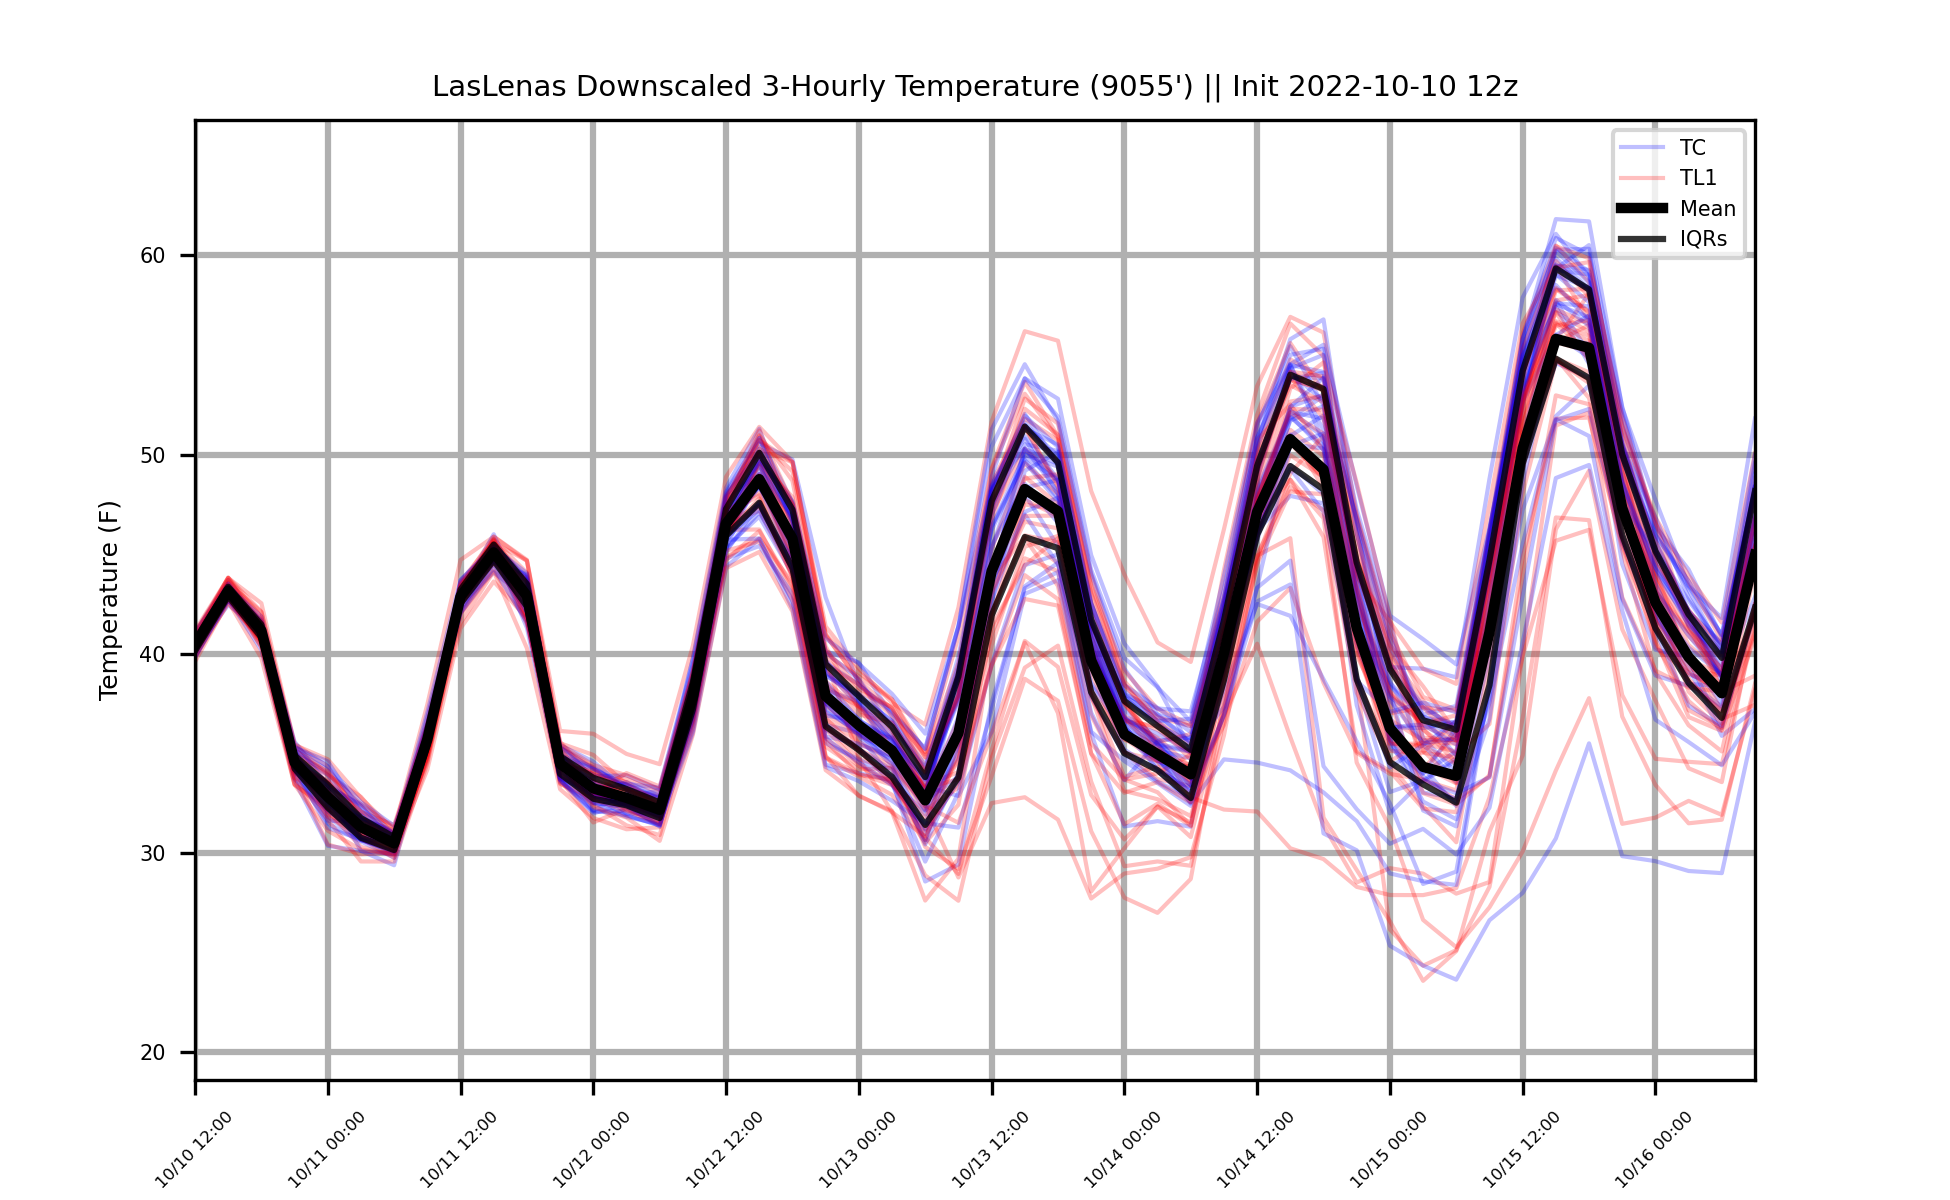 LasLenas Downscaled 3-Hourly Temperature (9055') || Init 2022-10-10 12z
TC
TL1
Mean
IQRs
Temperature (F)
60
50
40
30
20
10/10 12:00
10/11 00:00
10/11 12:00
10/12 00:00
10/12 12:00
10/13 00:00
10/13 12:00
10/14 00:00
10/14 12:00
10/15 00:00
10/15 12:00
10/16 00:00